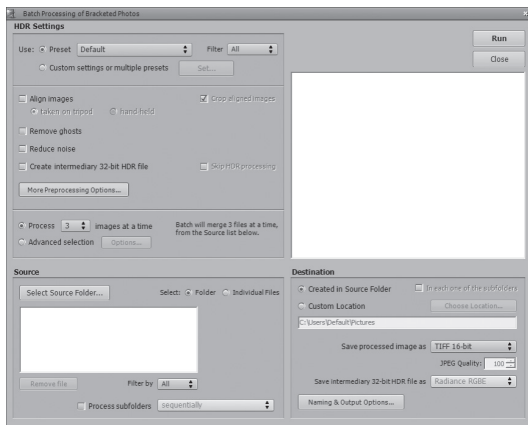 Batch Processing of Bracketed Photos
HDR Settings
Use: Preset Default Filter All
Custom settings or multiple presets Set...
Align images Crop aligned images
taken on tripod hand-held
Remove ghosts
Reduce noise
Create intermediary 32-bit HDR file Skip HDR processing
More Preprocessing Options...
Process 3 images at a time
Batch will merge 3 files at a time,
from the Source list below.
Advanced selection Options...
Run
Close
Source
Select Source Folder... Select: Folder Individual Files
Remove file Filter by All
Process subfolders sequentially
Destination
Created in Source Folder In each one of the subfolders
Custom Location Choose Location...
C:\Users\Default\Pictures
Save processed image as TIFF 16-bit
JPEG Quality: 100
Save intermediary 32-bit HDR file as Radiance RGBE
Naming & Output Options...